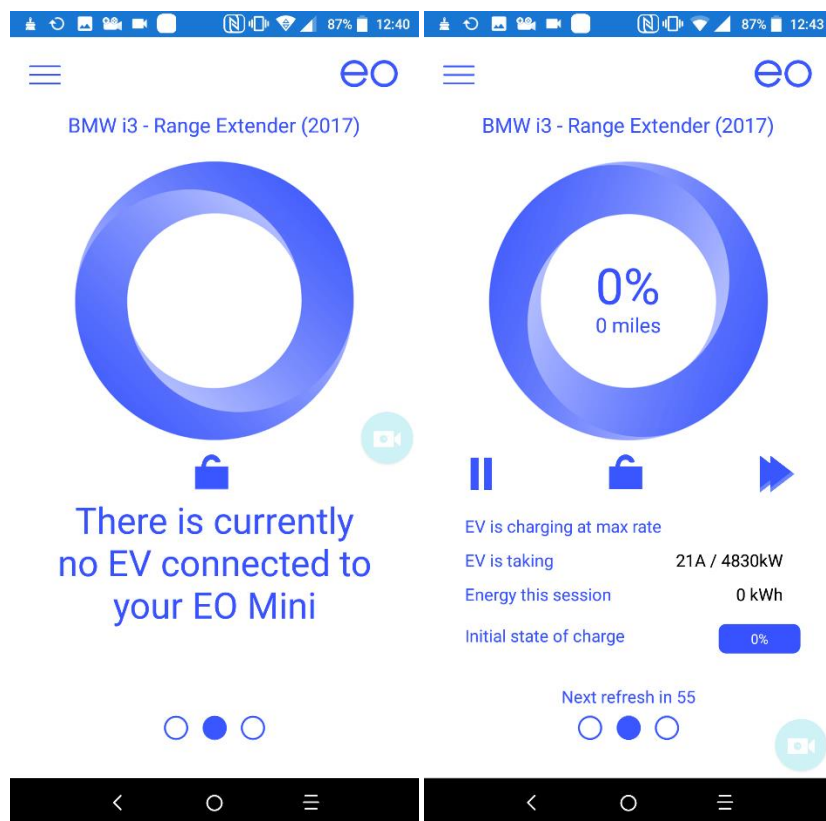 87% 12:40
eo
BMW i3 - Range Extender (2017)
There is currently
no EV connected to
your EO Mini
87% 12:43
eo
BMW i3 - Range Extender (2017)
0%
0 miles
EV is charging at max rate
EV is taking 21A / 4830kW
Energy this session 0 kWh
Initial state of charge 0%
Next refresh in 55